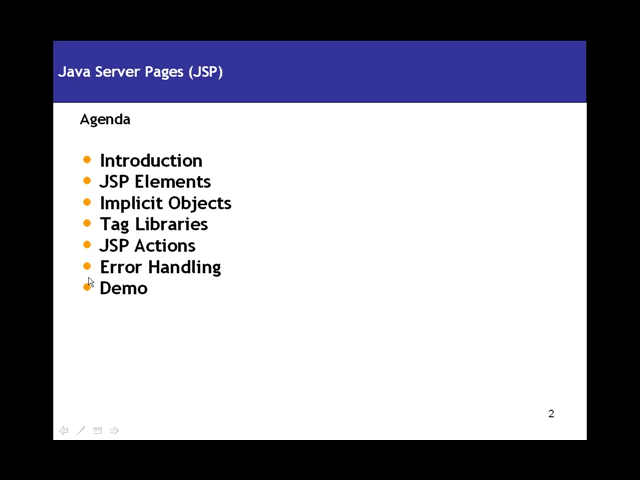 Java Server Pages (JSP)
Agenda
Introduction
JSP Elements
Implicit Objects
Tag Libraries
JSP Actions
Error Handling
Demo
2